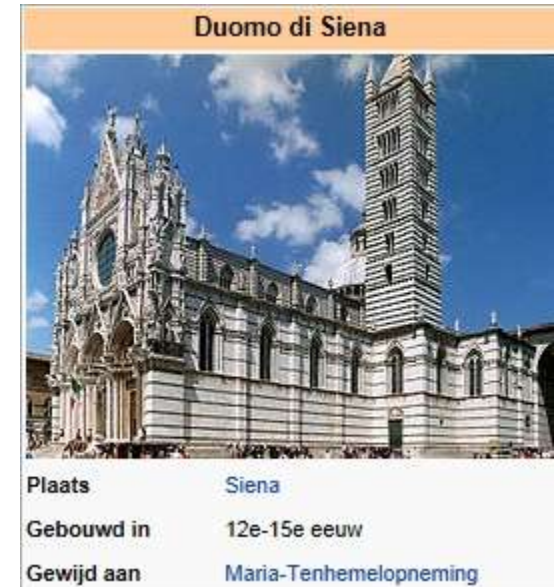 Duomo di Siena
Plaats Siena
Gebouwd in 12e-15e eeuw
Gewijd aan Maria-Tenhemelopneming